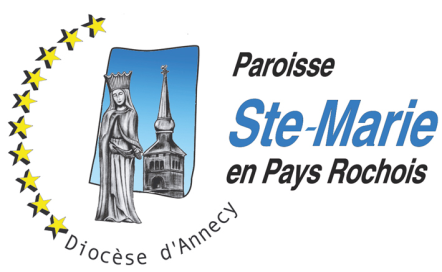 Paroisse
Ste-Marie
en Pays Rochois
Diocèse d'Annecy